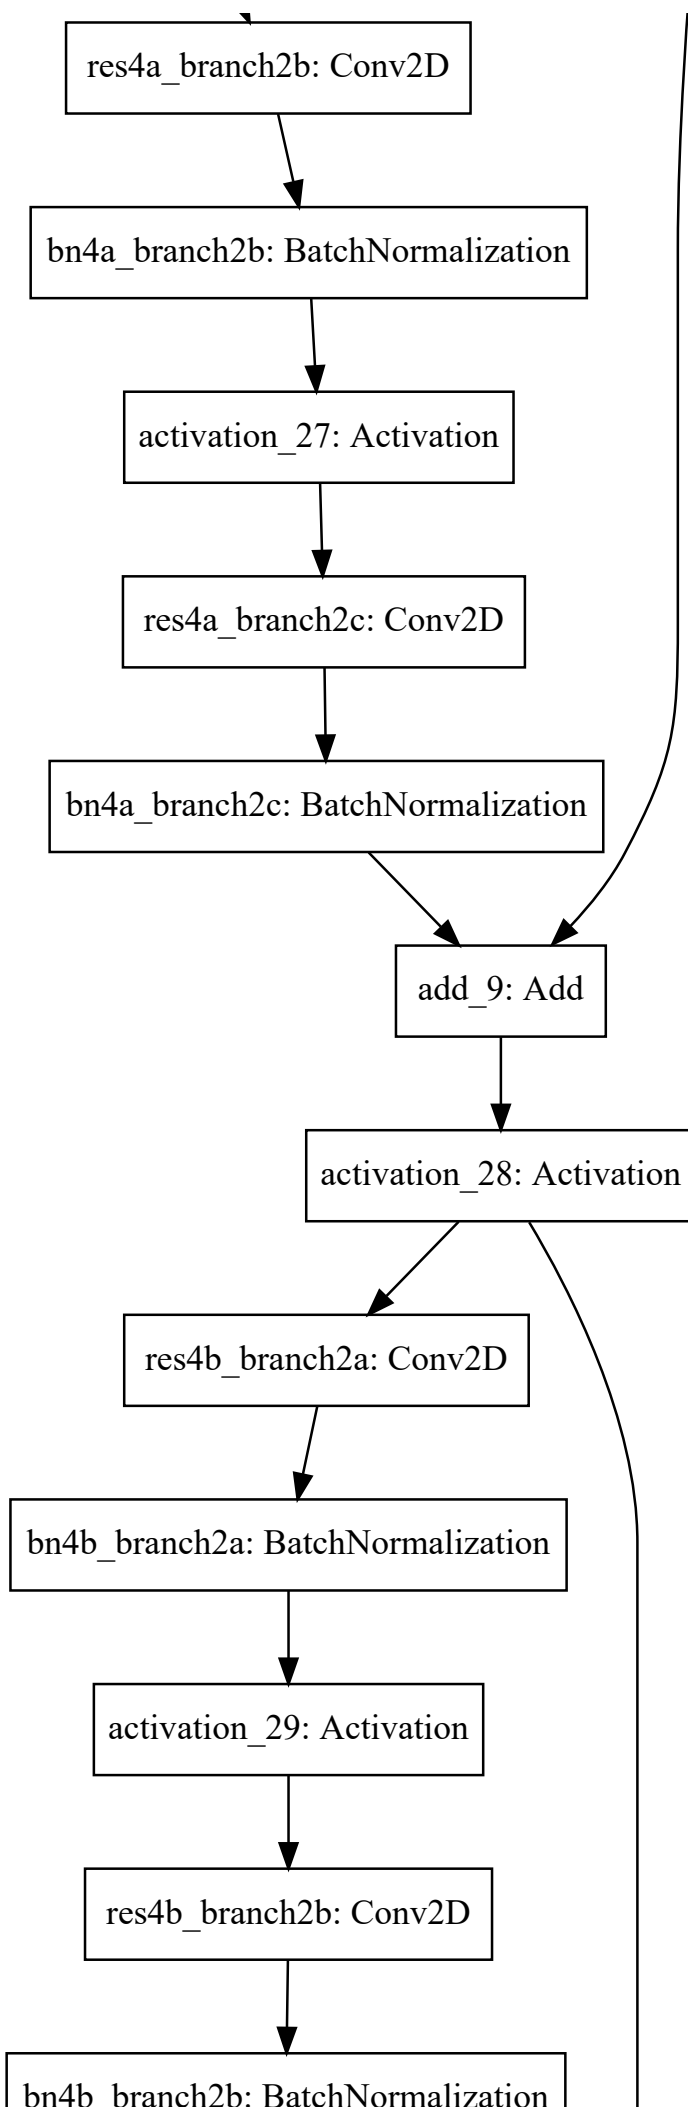 res4a_branch2b: Conv2D
bn4a_branch2b: BatchNormalization
activation_27: Activation
res4a_branch2c: Conv2D
bn4a_branch2c: BatchNormalization
add_9: Add
activation_28: Activation
res4b_branch2a: Conv2D
bn4b_branch2a: BatchNormalization
activation_29: Activation
res4b_branch2b: Conv2D
bn4b_branch2b: BatchNormalization